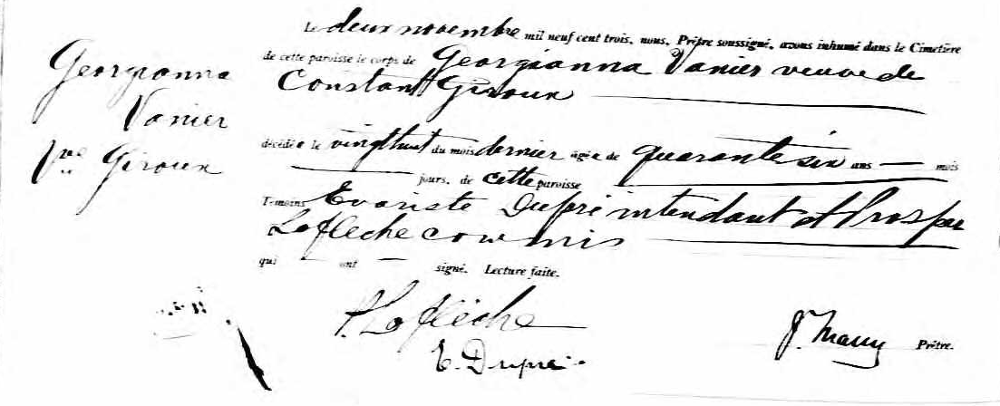 Georgianna
Vanier
Vve Giroux
Le deux novembre mil neuf cent trois, nous, Prêtre soussigné, avons inhumé dans le Cimetière
de cette paroisse le corps de Georgianna Vanier veuve de
Constant Giroux
décédée le vingt huit du mois dernier âgée de quarante six ans — mois
jours, de cette paroisse
Témoins Evariste Dupré intendant et Prosper
Laflèche commis
qui — ont — signé. Lecture faite.
P. Laflèche
E. Dupré
Prêtre.